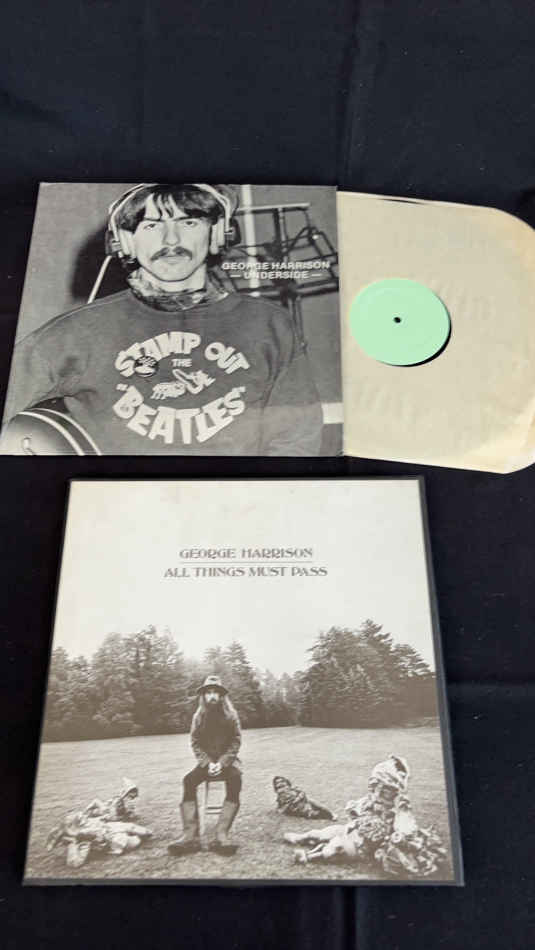 GEORGE HARRISON
— UNDERSIDE —
STAMP OUT
THE
"BEATLES"
GEORGE HARRISON
ALL THINGS MUST PASS